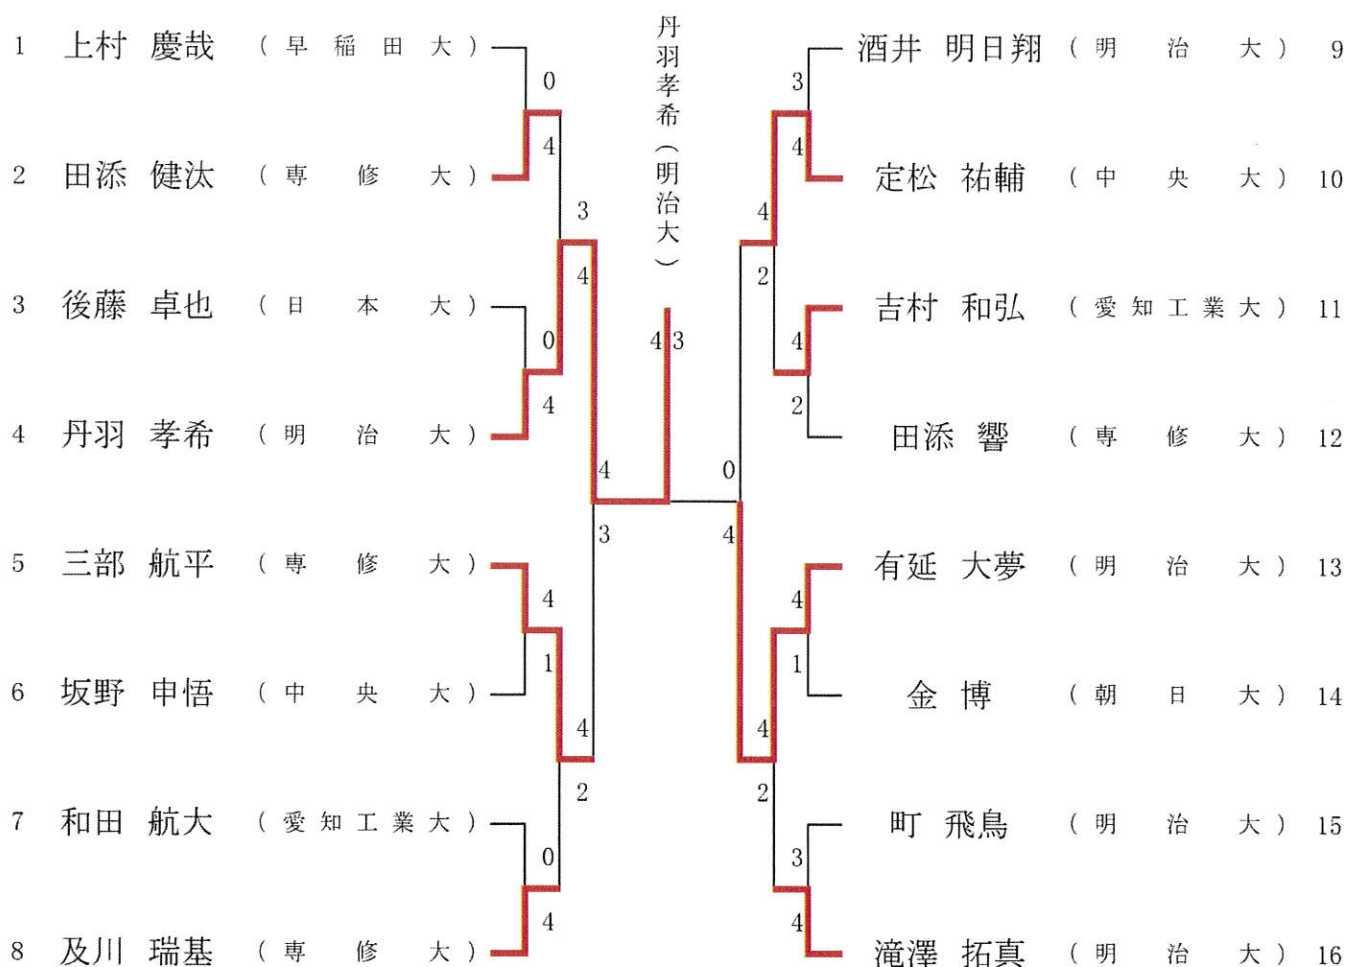 丹羽孝希(明治大)
1 上村 慶哉 (早稲田大)
0
4
2 田添 健汰 (専修大)
3
4
3 後藤 卓也 (日本大)
0
4
4 丹羽 孝希 (明治大)
4
3
5 三部 航平 (専修大)
4
1
6 坂野 申悟 (中央大)
4
2
7 和田 航大 (愛知工業大)
0
4
8 及川 瑞基 (専修大)
4 3
酒井 明日翔 (明治大) 9
3
4
定松 祐輔 (中央大) 10
4
2
吉村 和弘 (愛知工業大) 11
4
2
田添 響 (専修大) 12
0
4
有延 大夢 (明治大) 13
4
1
金 博 (朝日大) 14
4
2
町 飛鳥 (明治大) 15
3
4
滝澤 拓真 (明治大) 16